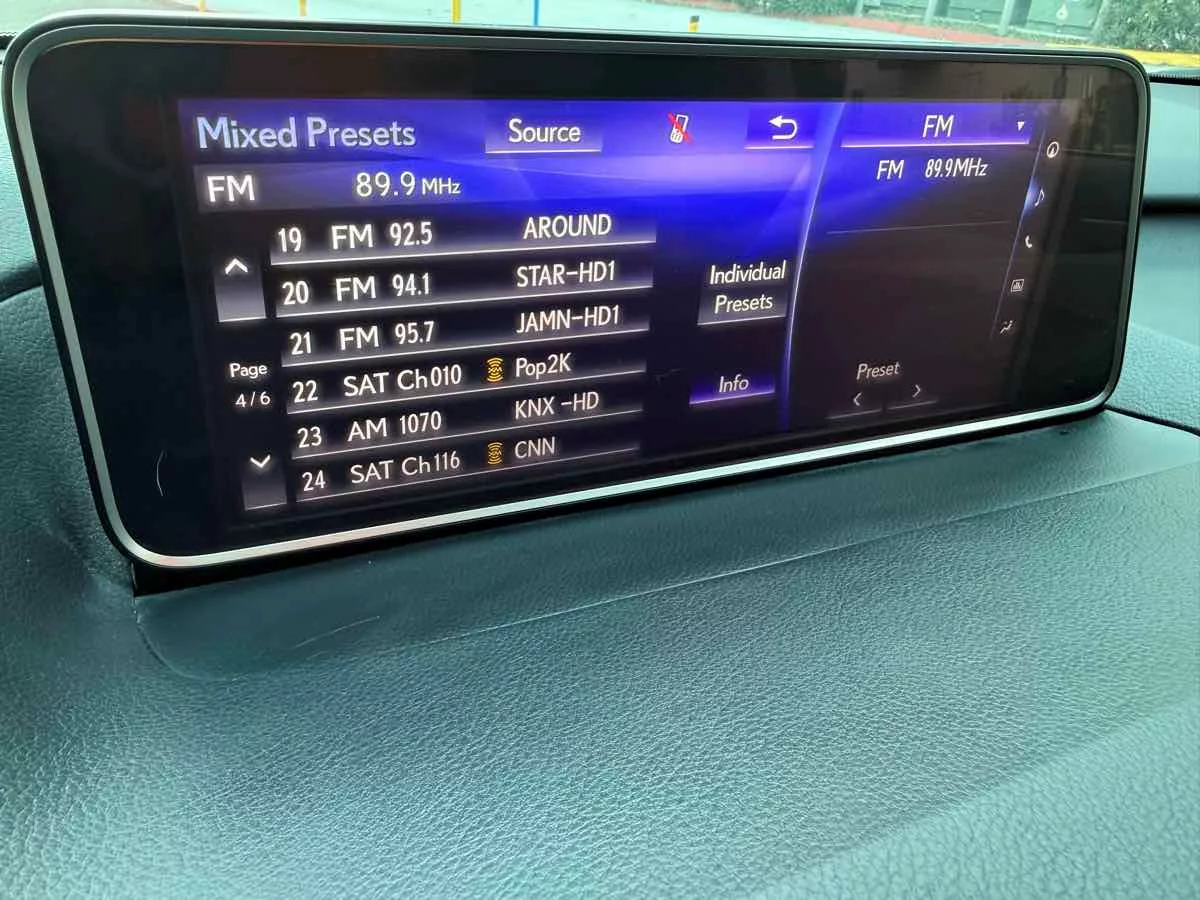 Mixed Presets Source
FM 89.9 MHz
19 FM 92.5 AROUND
20 FM 94.1 STAR-HD1
21 FM 95.7 JAMN-HD1
22 SAT Ch010 Pop2K
23 AM 1070 KNX -HD
24 SAT Ch116 CNN
Page
4/6
Individual
Presets
Info
FM
FM 89.9MHz
Preset